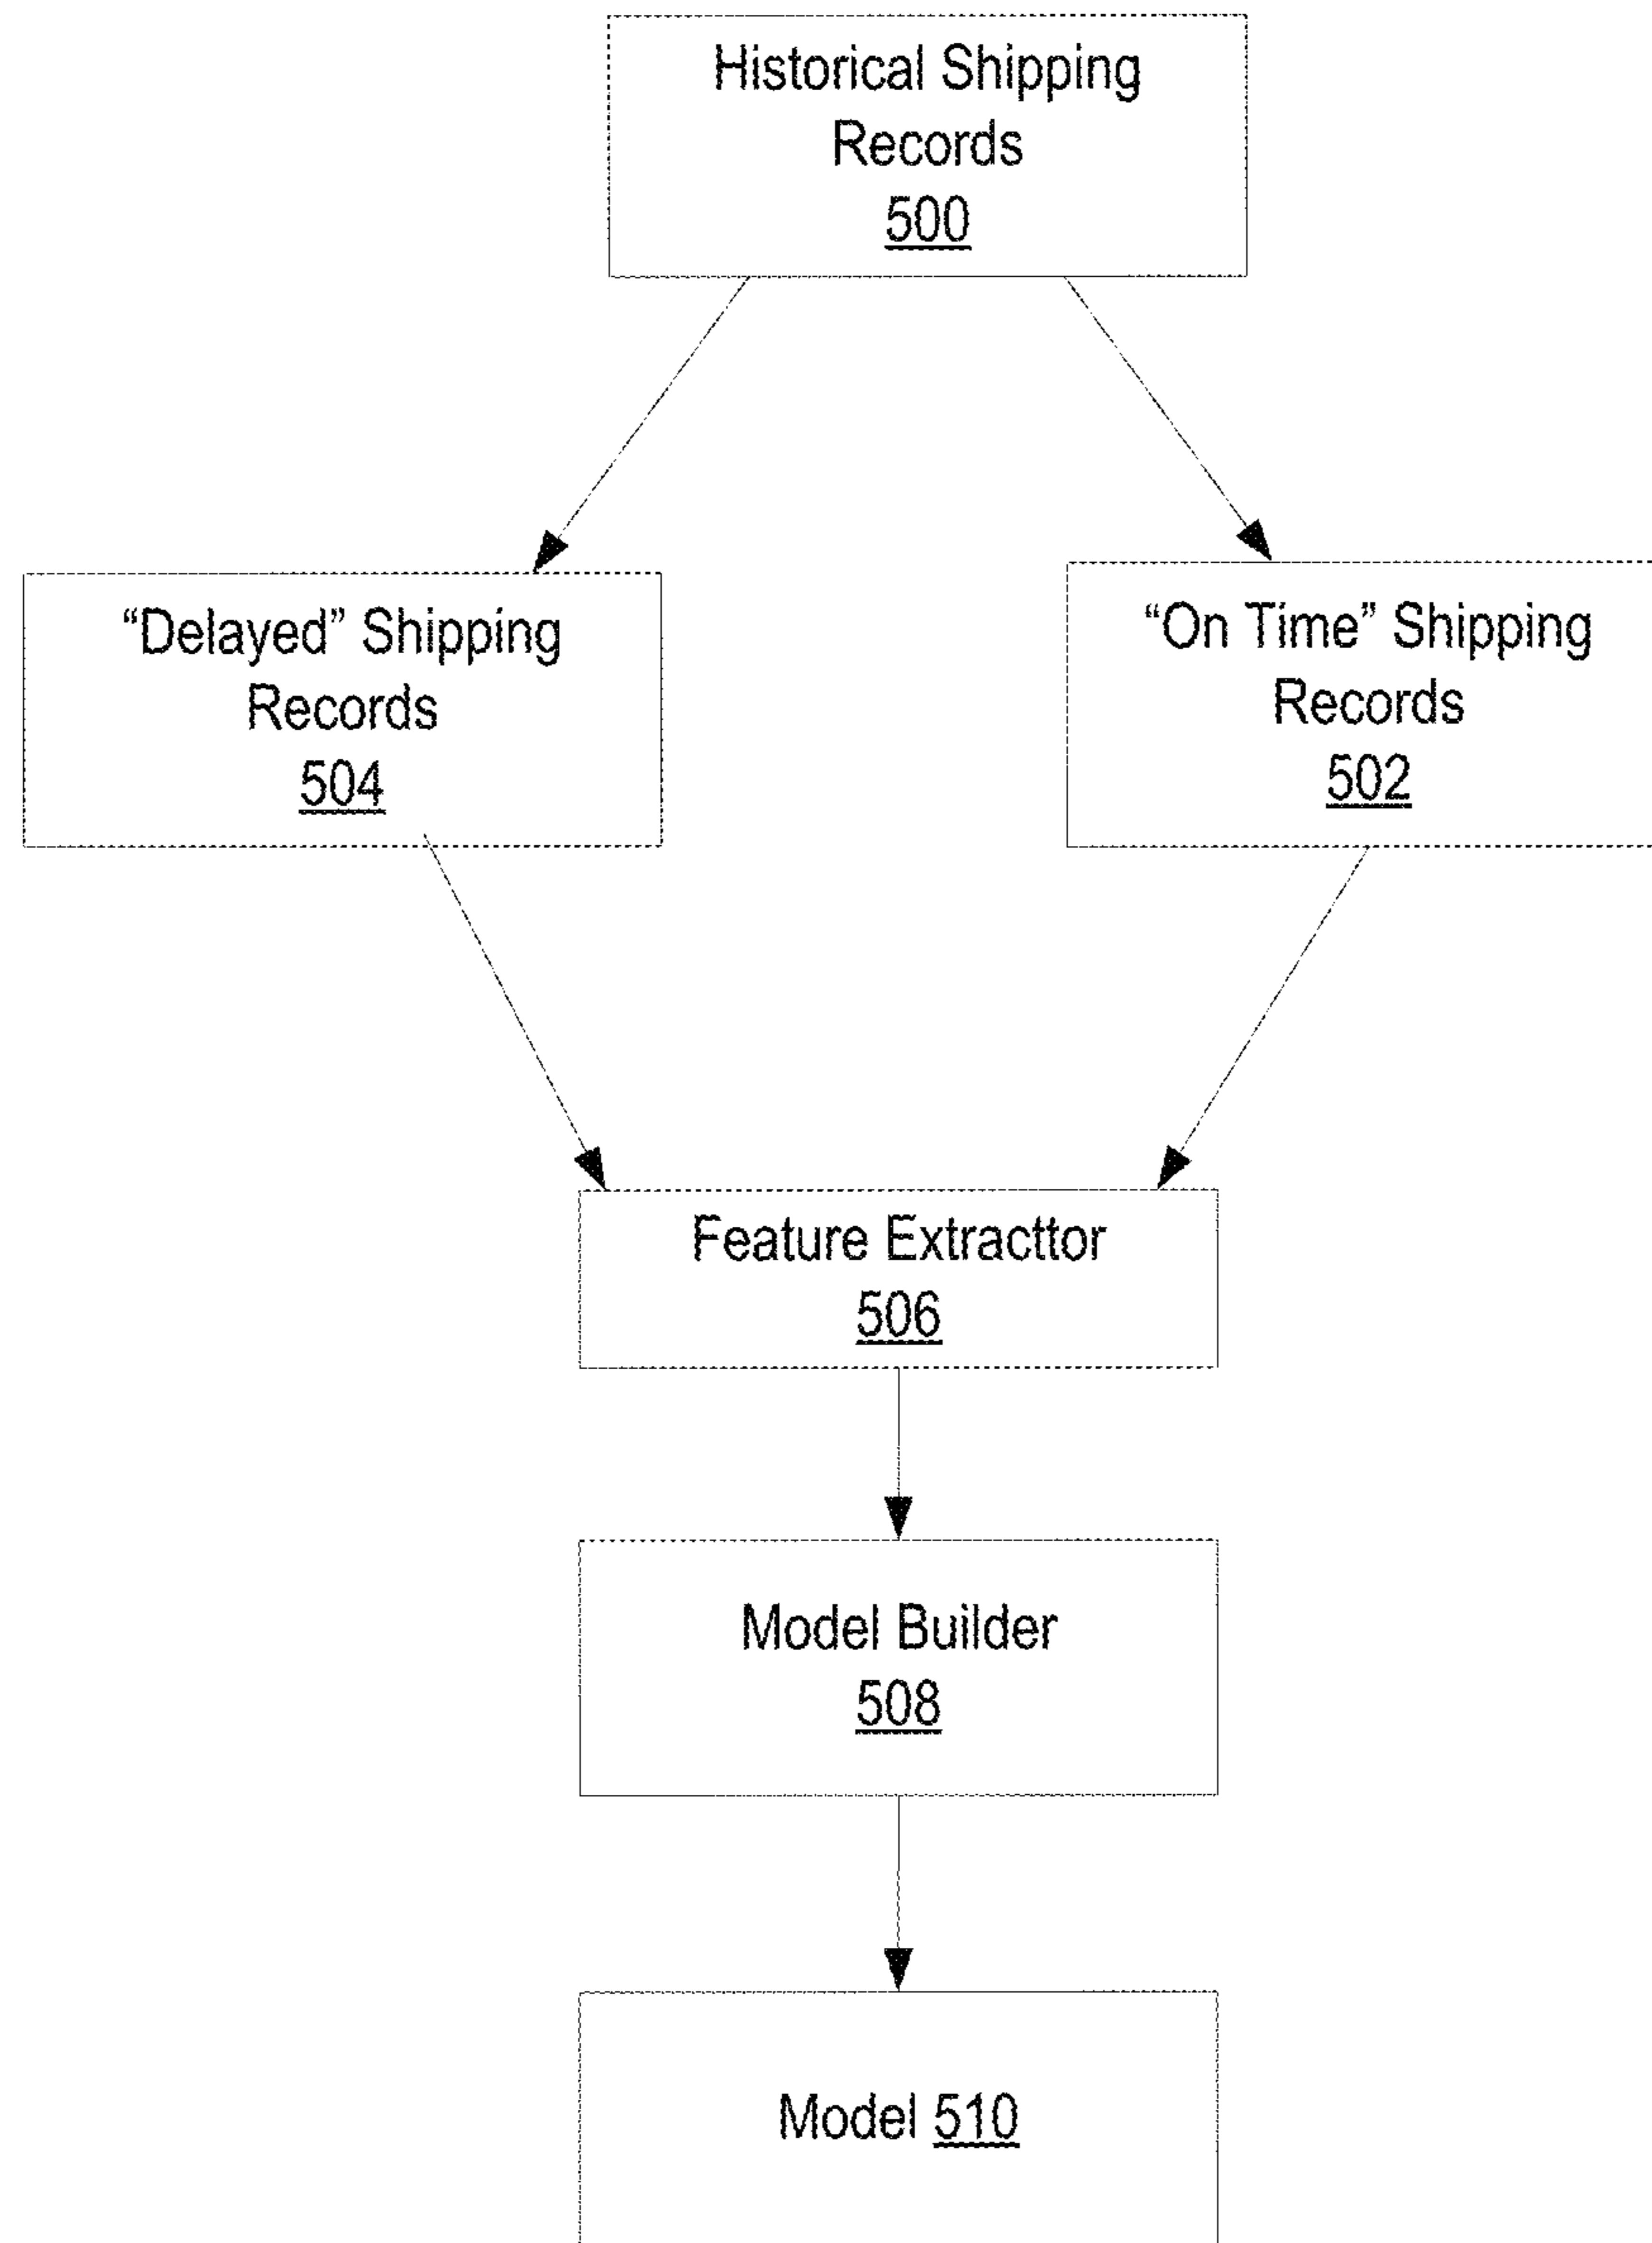 Historical Shipping
Records
500
“Delayed” Shipping
Records
504
“On Time” Shipping
Records
502
Feature Extracttor
506
Model Builder
508
Model 510